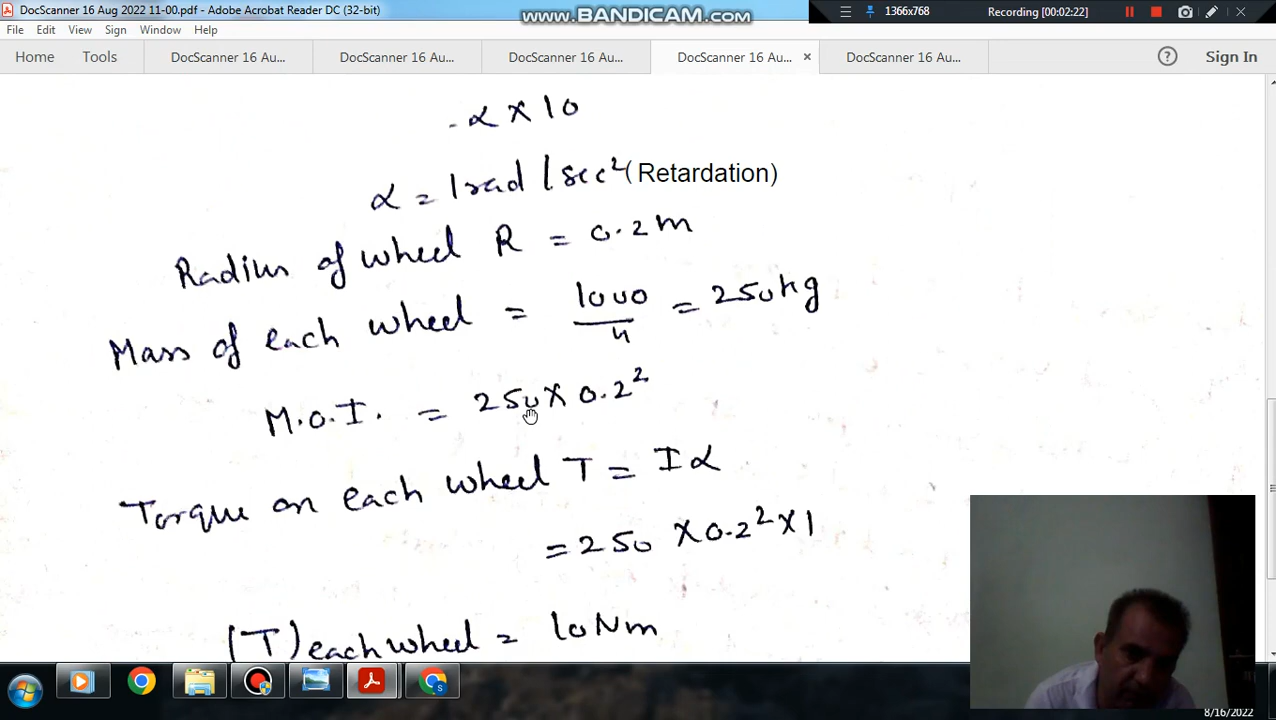 DocScanner 16 Aug 2022 11-00.pdf - Adobe Acrobat Reader DC (32-bit)
www.BANDICAM.com
1366x768
Recording [00:02:22]
File Edit View Sign Window Help
Home Tools DocScanner 16 Au... DocScanner 16 Au... DocScanner 16 Au... DocScanner 16 Au... × DocScanner 16 Au... ? Sign In
α × 10
α = 1 rad / sec² ( Retardation)
Radius of wheel R = 0.2 m
Mass of each wheel = 1000/4 = 250 kg
M.O.I. = 250 × 0.2²
Torque on each wheel T = Iα
= 250 × 0.2² × 1
(T) each wheel = 10 Nm
8/16/2022